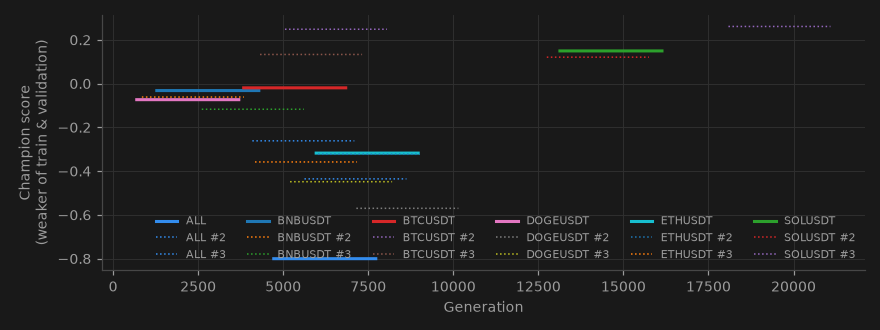 Champion score
(weaker of train & validation)
0.2
0.0
−0.2
−0.4
−0.6
−0.8
ALL BNBUSDT BTCUSDT DOGEUSDT ETHUSDT SOLUSDT
ALL #2 BNBUSDT #2 BTCUSDT #2 DOGEUSDT #2 ETHUSDT #2 SOLUSDT #2
ALL #3 BNBUSDT #3 BTCUSDT #3 DOGEUSDT #3 ETHUSDT #3 SOLUSDT #3
0 2500 5000 7500 10000 12500 15000 17500 20000
Generation